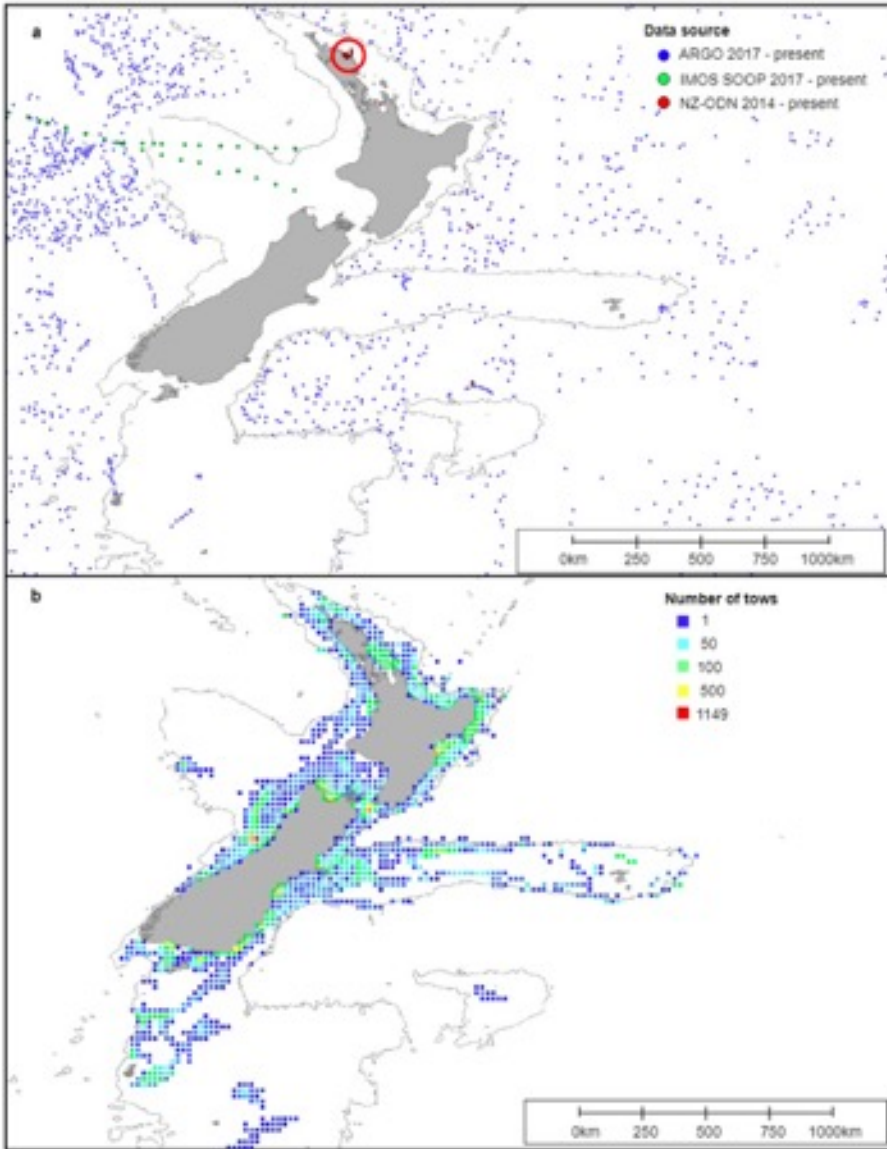 a
Data source
ARGO 2017 - present
IMOS SOOP 2017 - present
NZ-ODN 2014 - present
0km 250 500 750 1000km
b
Number of tows
1
50
100
500
1149
0km 250 500 750 1000km